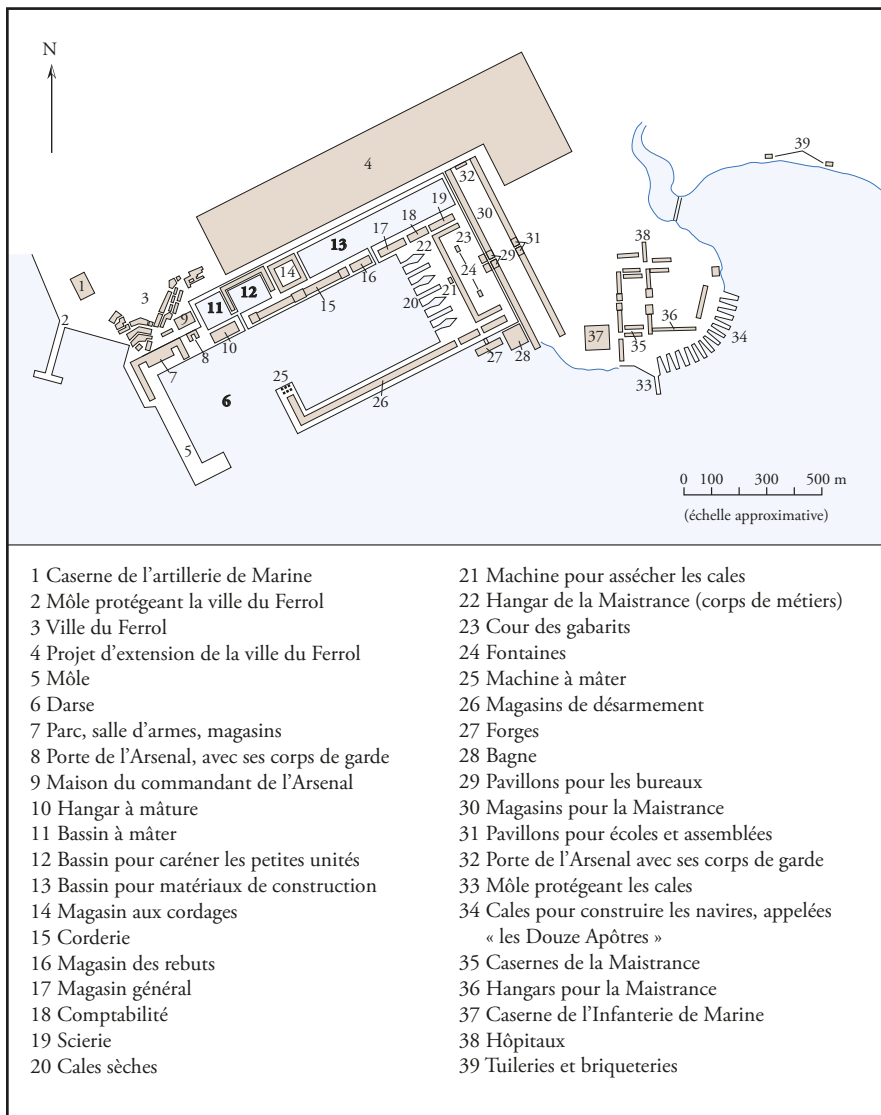 N
4
39
32
19
30
13
17
18
23
22
31
38
1
3
14
16
29
24
12
11
9
20
21
15
2
8
10
37
36
35
34
7
27
28
33
25
26
6
5
0 100 300 500 m
(échelle approximative)
1 Caserne de l’artillerie de Marine
2 Môle protégeant la ville du Ferrol
3 Ville du Ferrol
4 Projet d’extension de la ville du Ferrol
5 Môle
6 Darse
7 Parc, salle d’armes, magasins
8 Porte de l’Arsenal, avec ses corps de garde
9 Maison du commandant de l’Arsenal
10 Hangar à mâture
11 Bassin à mâter
12 Bassin pour caréner les petites unités
13 Bassin pour matériaux de construction
14 Magasin aux cordages
15 Corderie
16 Magasin des rebuts
17 Magasin général
18 Comptabilité
19 Scierie
20 Cales sèches
21 Machine pour assécher les cales
22 Hangar de la Maistrance (corps de métiers)
23 Cour des gabarits
24 Fontaines
25 Machine à mâter
26 Magasins de désarmement
27 Forges
28 Bagne
29 Pavillons pour les bureaux
30 Magasins pour la Maistrance
31 Pavillons pour écoles et assemblées
32 Porte de l’Arsenal avec ses corps de garde
33 Môle protégeant les cales
34 Cales pour construire les navires, appelées
« les Douze Apôtres »
35 Casernes de la Maistrance
36 Hangars pour la Maistrance
37 Caserne de l’Infanterie de Marine
38 Hôpitaux
39 Tuileries et briqueteries